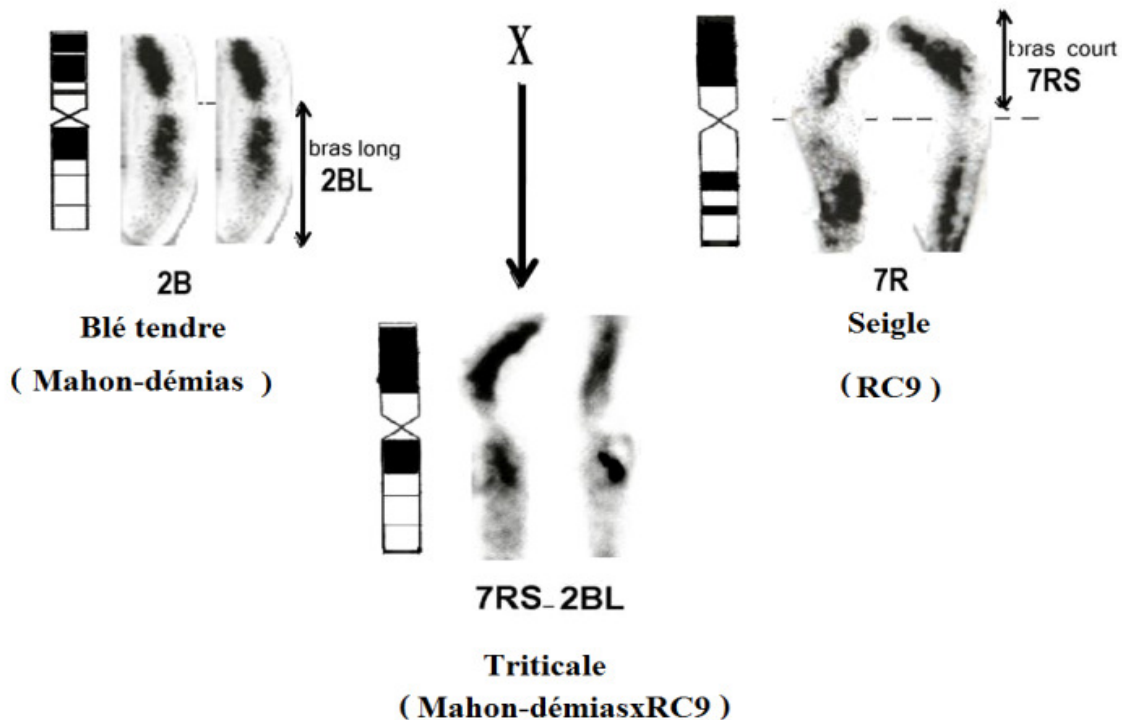 X
bras long
2BL
2B
Blé tendre
( Mahon-démias )
bras court
7RS
7R
Seigle
(RC9 )
7RS_2BL
Triticale
( Mahon-démiasxRC9 )